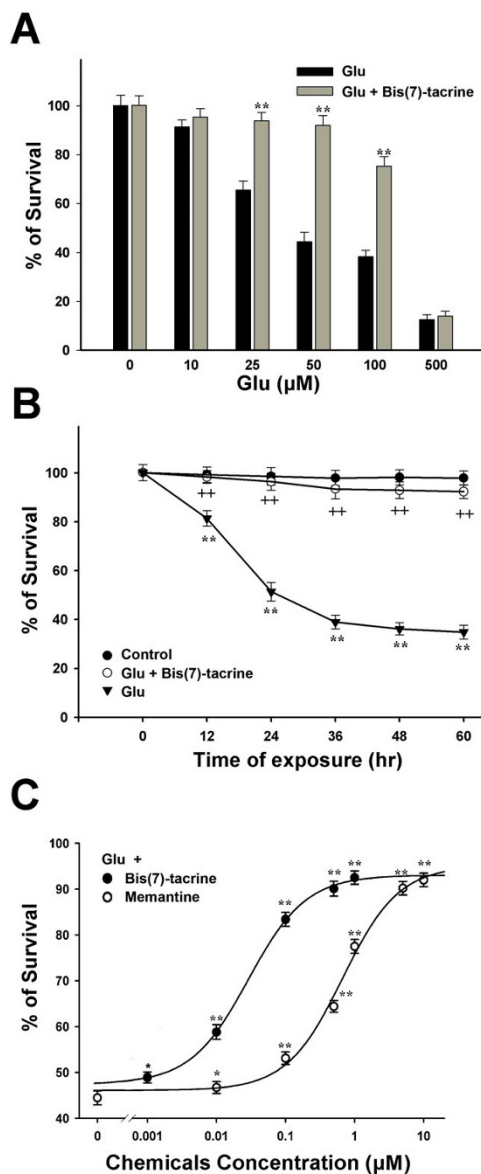 A
Glu
Glu + Bis(7)-tacrine
100
80
60
40
20
0
% of Survival
** ** **
0 10 25 50 100 500
Glu (µM)
B
100
80
60
40
20
0
% of Survival
++ ++ ++ ++ ++
** ** ** ** **
Control
Glu + Bis(7)-tacrine
Glu
0 12 24 36 48 60
Time of exposure (hr)
C
100
90
80
70
60
50
40
% of Survival
Glu +
Bis(7)-tacrine
Memantine
* ** ** ** **
* ** ** ** ** **
0 0.001 0.01 0.1 1 10
Chemicals Concentration (µM)